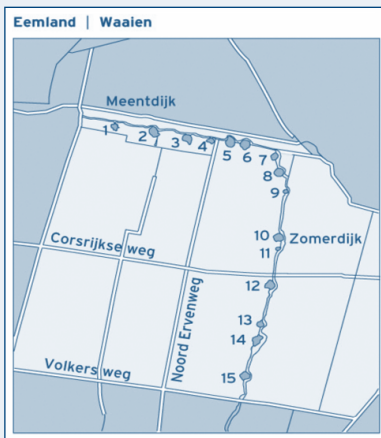 Eemland | Waaien
Meentdijk
1
2
3
4
5
6
7
8
9
10
Zomerdijk
11
Corsrijkse weg
12
Noord Ervenweg
13
14
Volkers weg
15